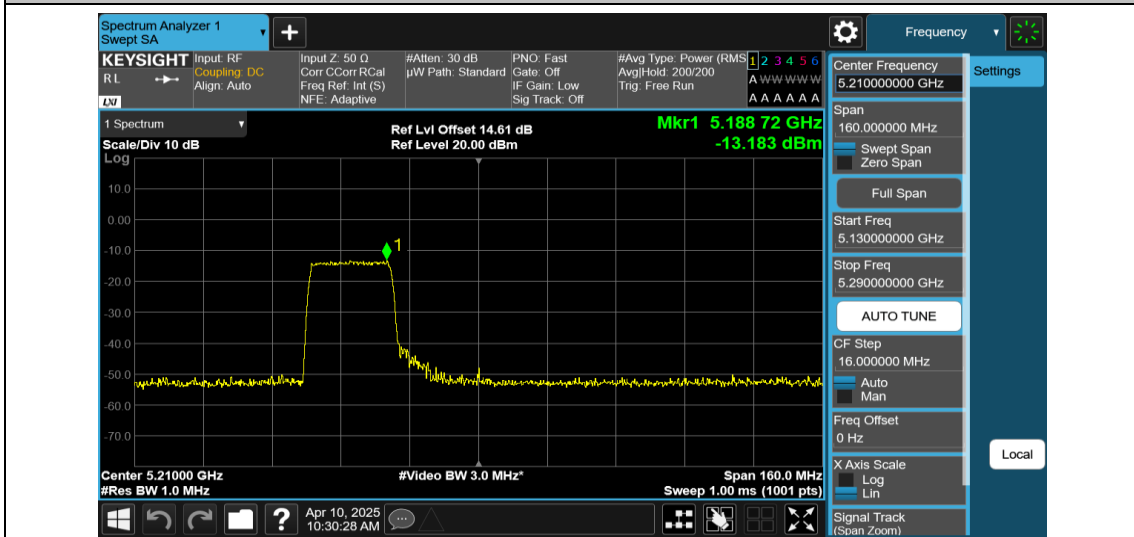 Spectrum Analyzer 1
Swept SA
+
Frequency
KEYSIGHT
R L
LXI
Input: RF
Coupling: DC
Align: Auto
Input Z: 50 Ω
Corr CCorr RCal
Freq Ref: Int (S)
NFE: Adaptive
#Atten: 30 dB
µW Path: Standard
PNO: Fast
Gate: Off
IF Gain: Low
Sig Track: Off
#Avg Type: Power (RMS
Avg|Hold: 200/200
Trig: Free Run
1 2 3 4 5 6
A W W W W W
A A A A A A
1 Spectrum
Scale/Div 10 dB
Log
Ref Lvl Offset 14.61 dB
Ref Level 20.00 dBm
Mkr1 5.188 72 GHz
-13.183 dBm
10.0
0.00
-10.0
-20.0
-30.0
-40.0
-50.0
-60.0
-70.0
1
Center 5.21000 GHz
#Res BW 1.0 MHz
#Video BW 3.0 MHz*
Span 160.0 MHz
Sweep 1.00 ms (1001 pts)
Center Frequency
5.210000000 GHz
Span
160.000000 MHz
Swept Span
Zero Span
Full Span
Start Freq
5.130000000 GHz
Stop Freq
5.290000000 GHz
AUTO TUNE
CF Step
16.000000 MHz
Auto
Man
Freq Offset
0 Hz
X Axis Scale
Log
Lin
Signal Track
(Span Zoom)
Settings
Local
?
Apr 10, 2025
10:30:28 AM